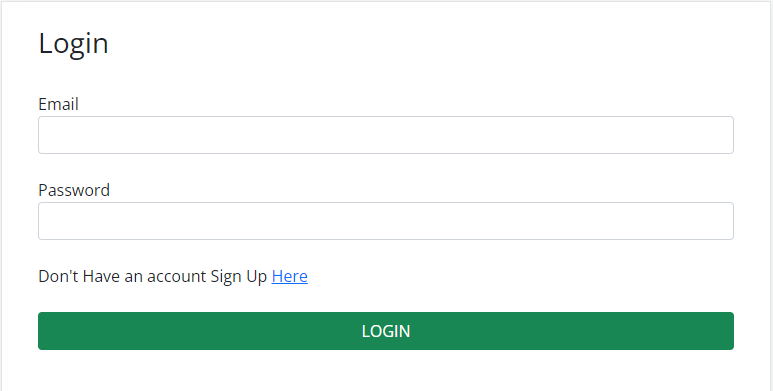 Login
Email
Password
Don't Have an account Sign Up Here
LOGIN